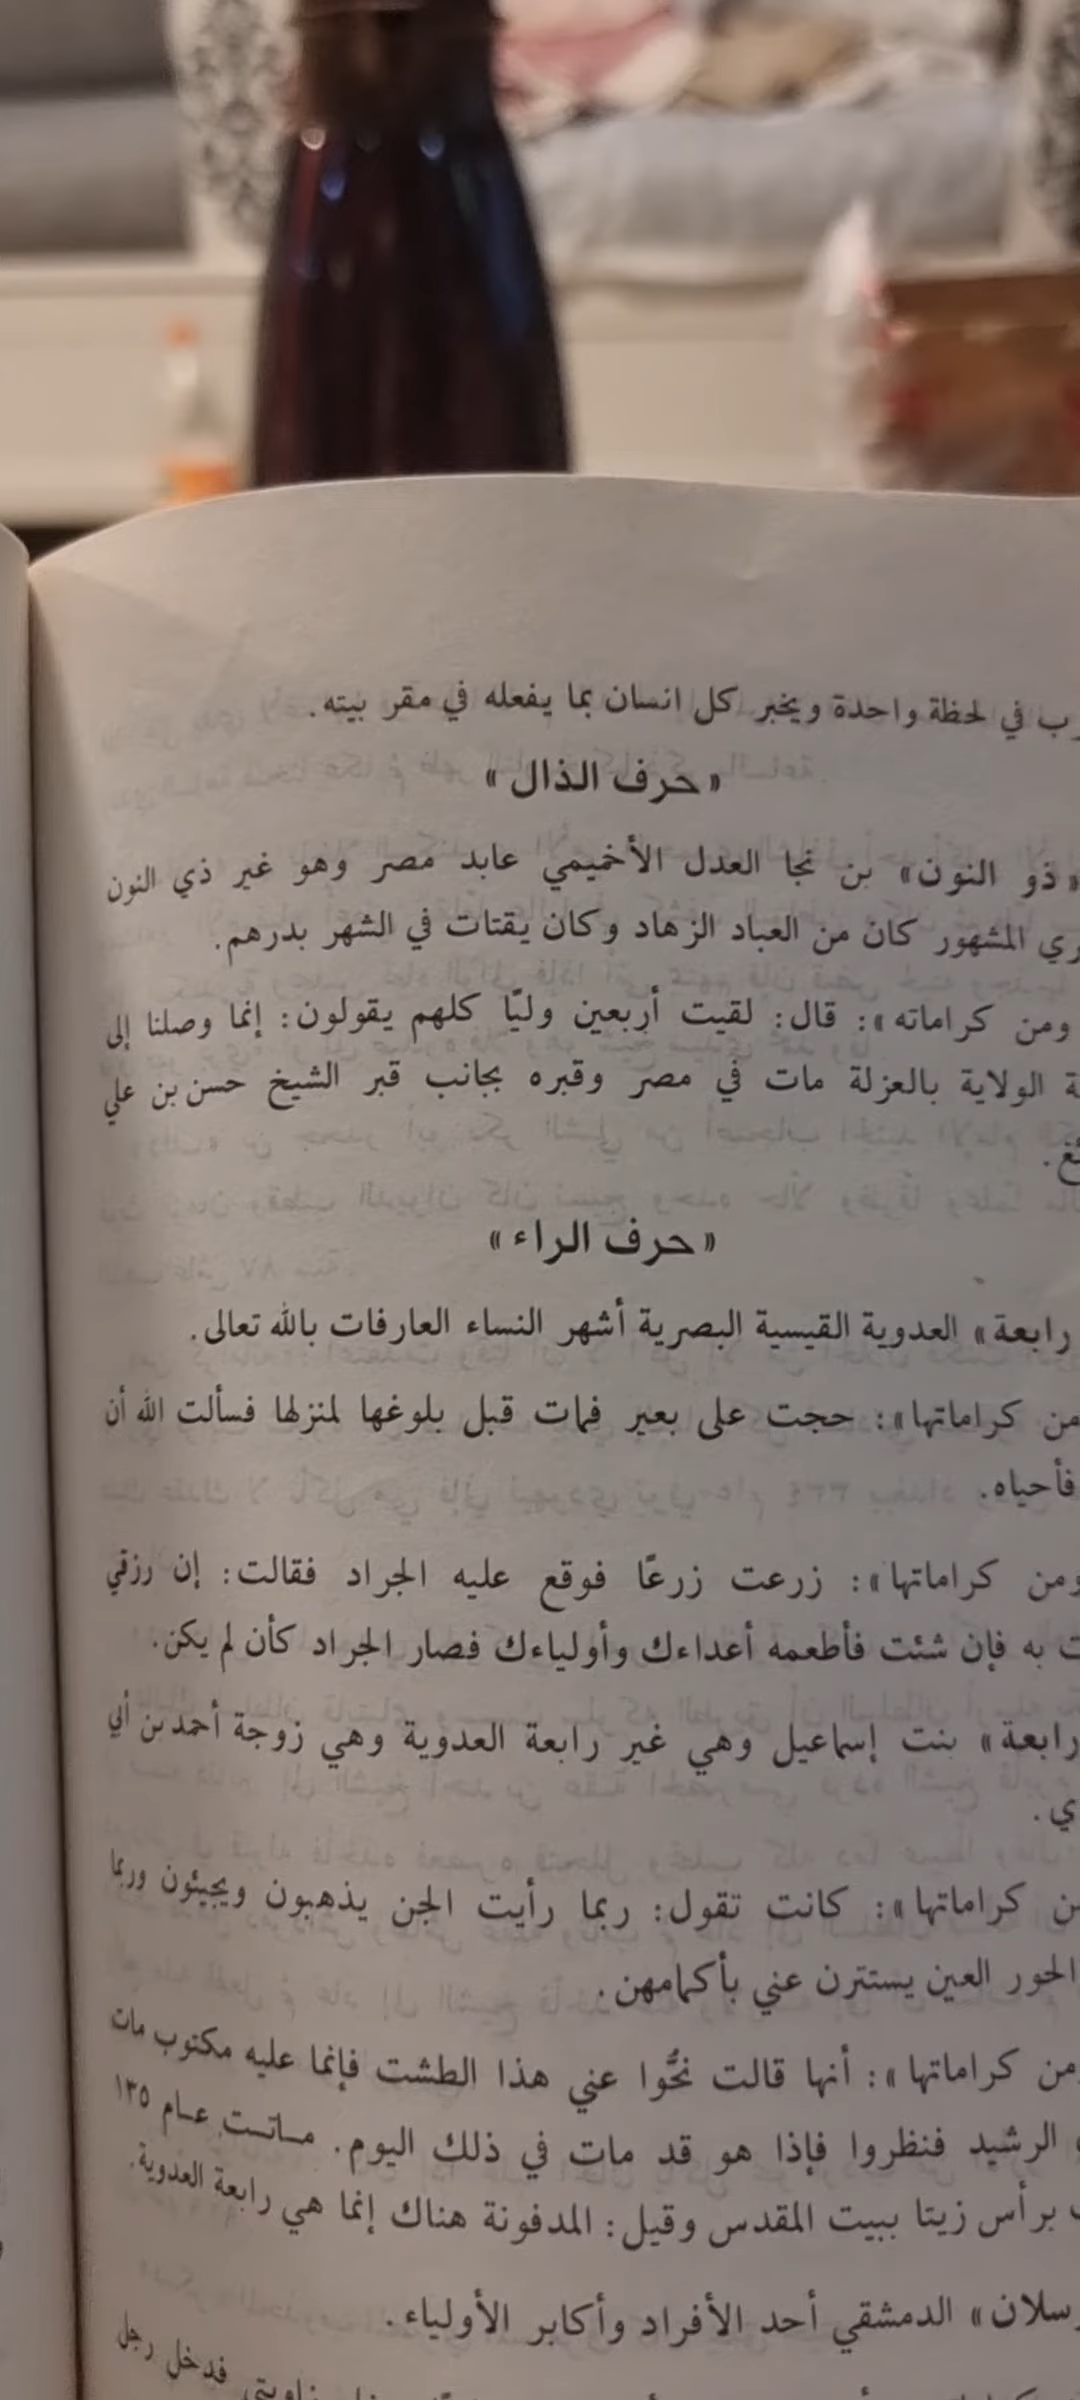 في لحظة واحدة ويخبر كل انسان بما يفعله في مقر بيته.
« حرف الذال »
« ذو النون » بن نجا العدل الأخميمي عابد مصر وهو غير ذي النون
المشهور كان من العباد الزهاد وكان يقتات في الشهر بدرهم.
ومن كراماته »: قال: لقيت أربعين وليّا كلهم يقولون: إنما وصلنا إلى
الولاية بالعزلة مات في مصر وقبره بجانب قبر الشيخ حسن بن علي
« حرف الراء »
رابعة » العدوية القيسية البصرية أشهر النساء العارفات بالله تعالى.
من كراماتها »: حجت على بعير فمات قبل بلوغها لمنزلها فسألت الله أن
فأحياه.
ومن كراماتها »: زرعت زرعًا فوقع عليه الجراد فقالت: إن رزقي
به فإن شئت فأطعمه أعداءك وأولياءك فصار الجراد كأن لم يكن.
رابعة » بنت إسماعيل وهي غير رابعة العدوية وهي زوجة أحمد بن أبي
كراماتها »: كانت تقول: ربما رأيت الجن يذهبون ويجيئون وربما
الحور العين يستترن عني بأكمامهن.
من كراماتها »: أنها قالت نحُّوا عني هذا الطشت فإنما عليه مكتوب مات
الرشيد فنظروا فإذا هو قد مات في ذلك اليوم. مـاتـت عـام ١٣٥
برأس زيتا ببيت المقدس وقيل: المدفونة هناك إنما هي رابعة العدوية.
رسلان » الدمشقي أحد الأفراد وأكابر الأولياء.
فدخل رجل